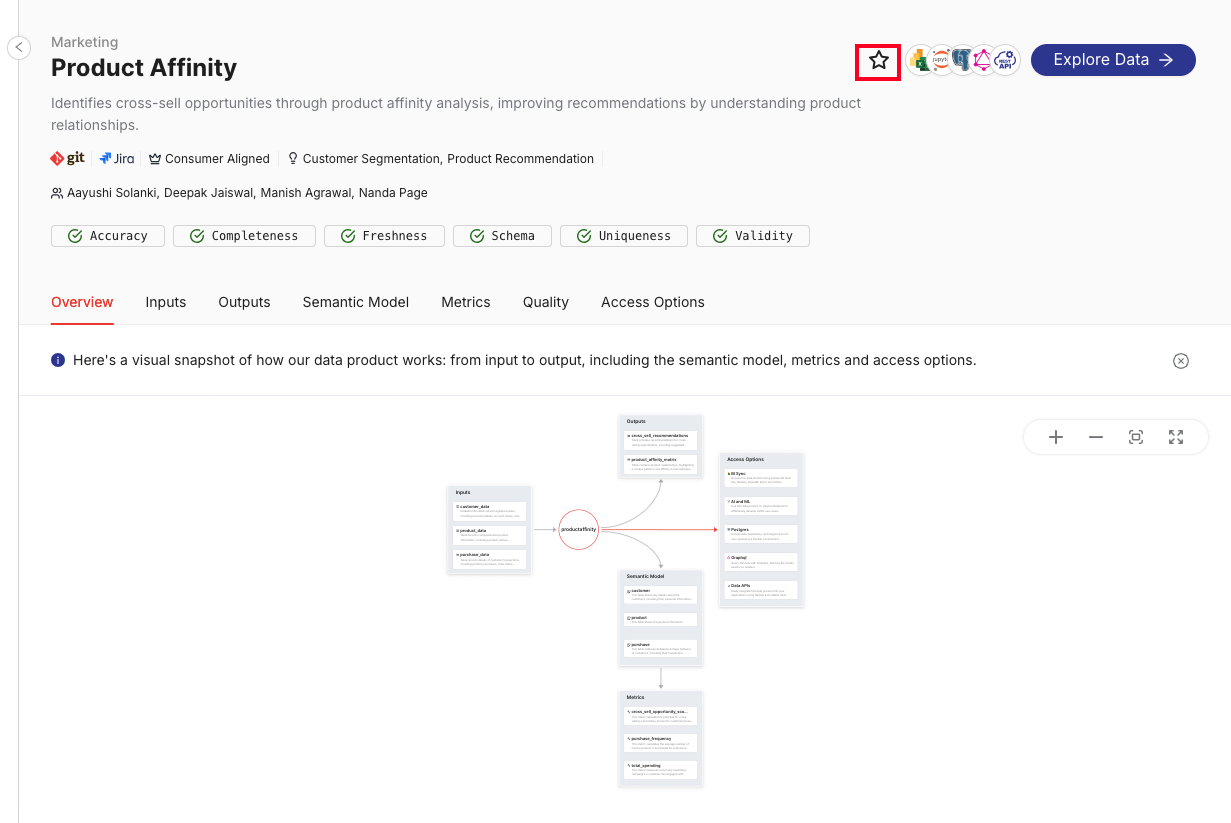 Marketing
Product Affinity
Explore Data
Identifies cross-sell opportunities through product affinity analysis, improving recommendations by understanding product
relationships.
git Jira Consumer Aligned Customer Segmentation, Product Recommendation
Aayushi Solanki, Deepak Jaiswal, Manish Agrawal, Nanda Page
Accuracy Completeness Freshness Schema Uniqueness Validity
Overview Inputs Outputs Semantic Model Metrics Quality Access Options
Here's a visual snapshot of how our data product works: from input to output, including the semantic model, metrics and access options.
Outputs
cross_sell_recommendations
product_affinity_matrix
Access Options
BI Sync
AI and ML
Postgres
Graphql
Data APIs
Inputs
customer_data
product_data
purchase_data
productaffinity
Semantic Model
customer
product
purchase
Metrics
cross_sell_opportunity_sco...
purchase_frequency
total_spending